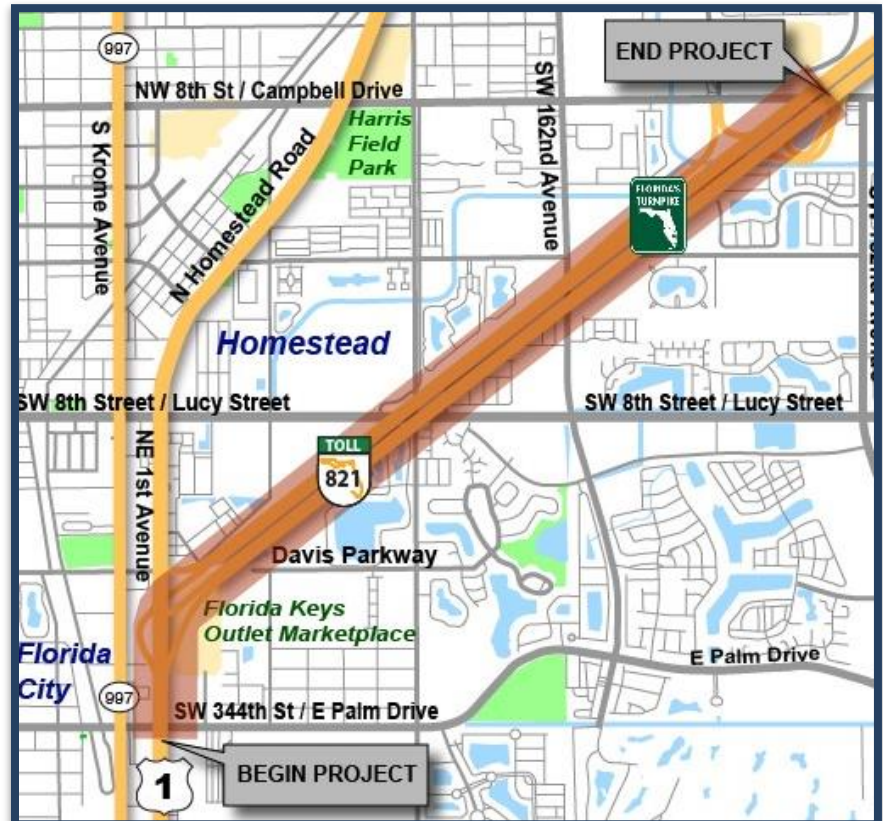 997
END PROJECT
NW 8th St / Campbell Drive
S Krome Avenue
Harris
Field
Park
N Homestead Road
SW 162nd Avenue
FLORIDA'S
TURNPIKE
Homestead
SW 8th Street / Lucy Street
SW 8th Street / Lucy Street
TOLL
821
NE 1st Avenue
Davis Parkway
Florida Keys
Outlet Marketplace
Florida
City
E Palm Drive
997
SW 344th St / E Palm Drive
BEGIN PROJECT
1